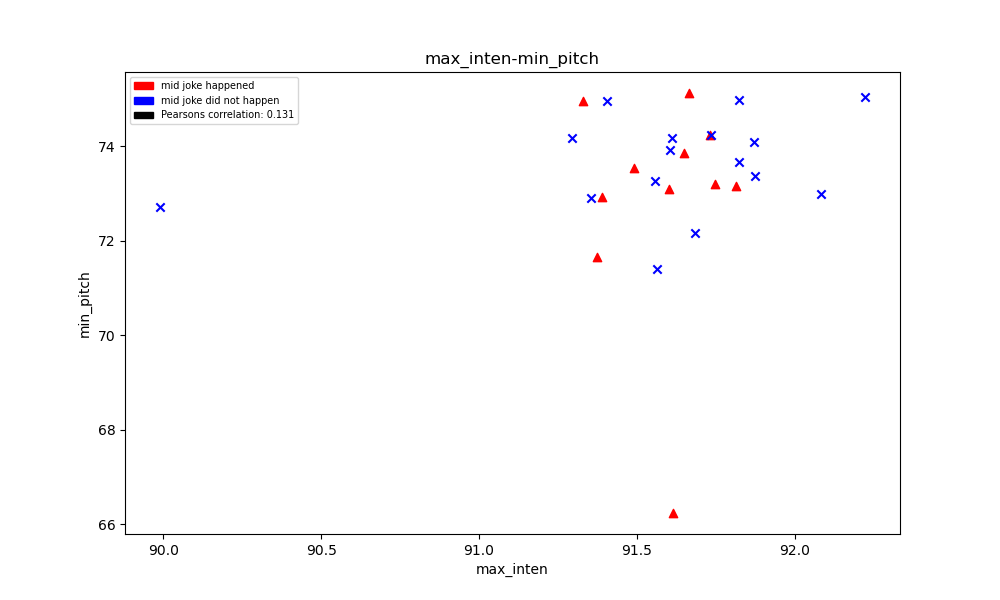 max_inten-min_pitch
mid joke happened
mid joke did not happen
Pearsons correlation: 0.131
74
72
70
68
66
min_pitch
90.0 90.5 91.0 91.5 92.0
max_inten